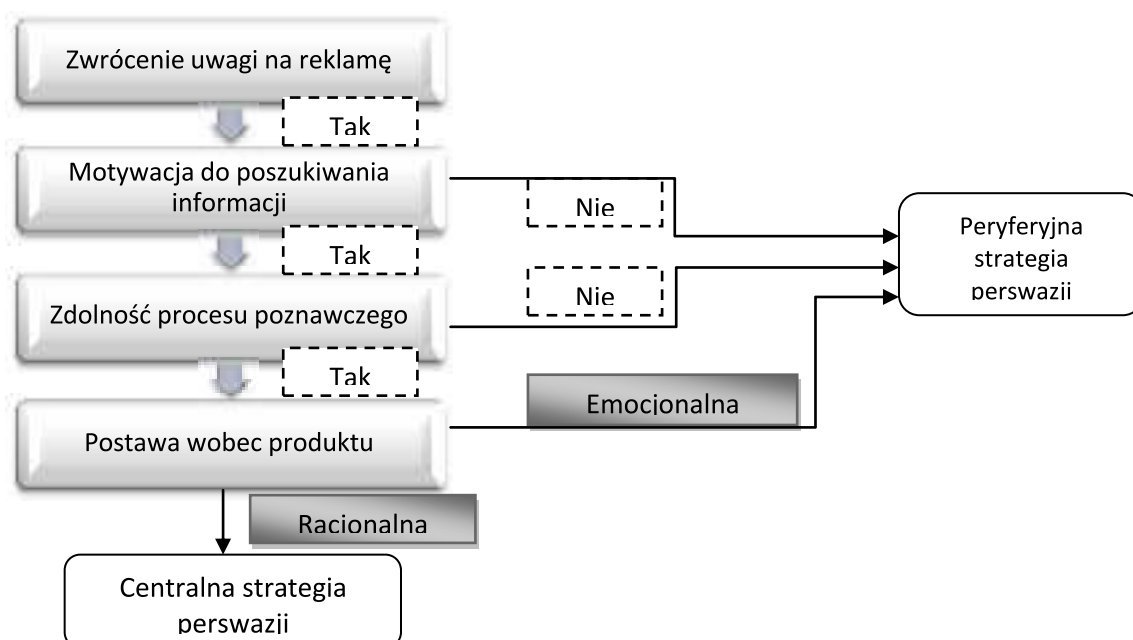 Zwrócenie uwagi na reklamę
Tak
Motywacja do poszukiwania
informacji
Nie
Tak
Peryferyjna
strategia
perswazji
Nie
Zdolność procesu poznawczego
Tak
Emocjonalna
Postawa wobec produktu
Racjonalna
Centralna strategia
perswazji